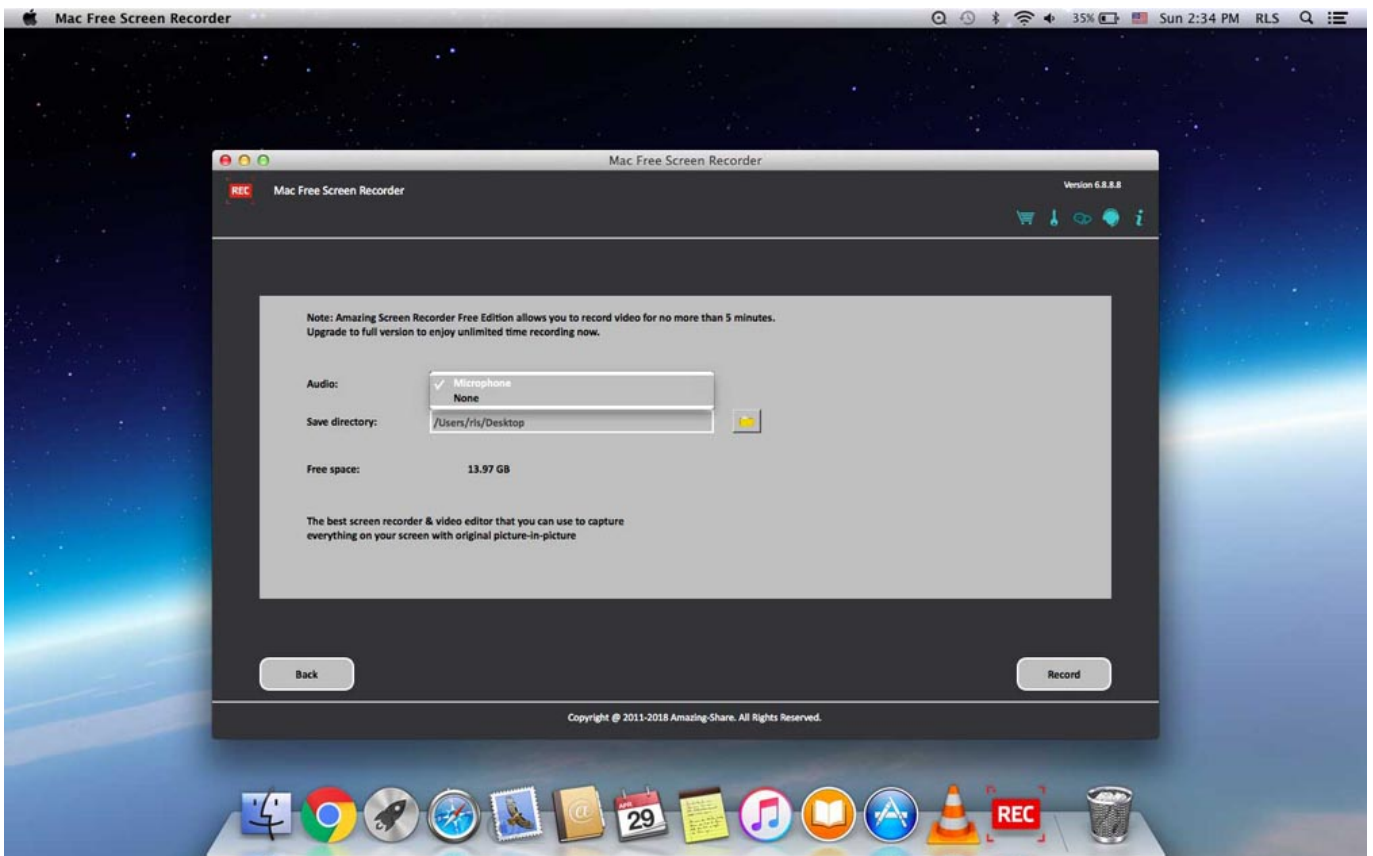 Mac Free Screen Recorder
35%
Sun 2:34 PM RLS
Mac Free Screen Recorder
REC
Mac Free Screen Recorder
Version 6.8.8.8
Note: Amazing Screen Recorder Free Edition allows you to record video for no more than 5 minutes.
Upgrade to full version to enjoy unlimited time recording now.
Audio:
✓ Microphone
None
Save directory:
/Users/rls/Desktop
Free space:
13.97 GB
The best screen recorder & video editor that you can use to capture
everything on your screen with original picture-in-picture
Back
Record
Copyright @ 2011-2018 Amazing-Share. All Rights Reserved.
APR
29
REC